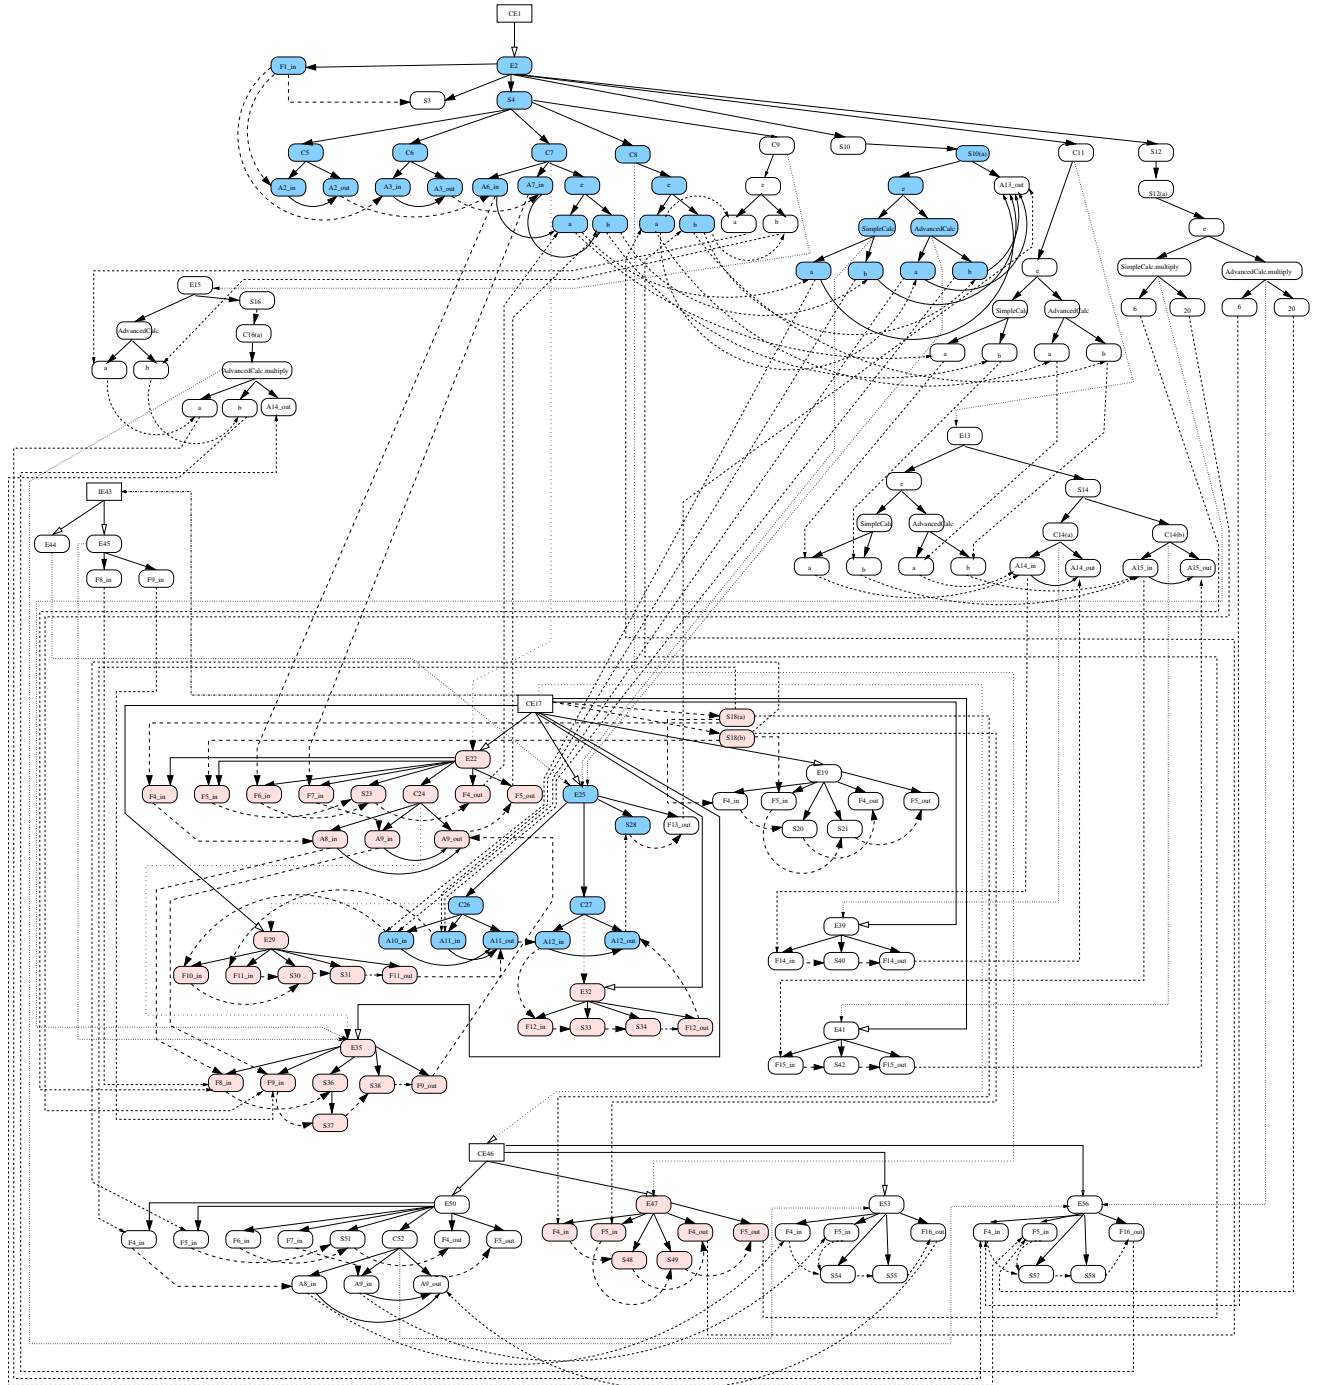 CE1
F1_in
E2
S3
S4
C5
C6
C7
C8
C9
S10
S10(a)
C11
S12
A2_in
A2_out
A3_in
A3_out
A6_in
A7_in
e
e
e
e
A13_out
S12(a)
a
b
a
b
a
b
SimpleCalc
AdvancedCalc
e
a
b
a
b
e
SimpleCalc.multiply
AdvancedCalc.multiply
E15
S16
SimpleCalc
AdvancedCalc
6
20
6
20
AdvancedCalc
C16(a)
a
b
AdvancedCalc.multiply
a
b
a
b
a
b
A14_out
E13
e
S14
IE43
SimpleCalc
AdvancedCalc
C14(a)
C14(b)
E44
E45
a
b
a
b
A14_in
A14_out
A15_in
A15_out
F8_in
F9_in
CE17
S18(a)
S18(b)
E22
E19
F4_in
F5_in
F6_in
F7_in
S23
C24
F4_out
F5_out
E25
F4_in
F5_in
F4_out
F5_out
A8_in
A9_in
A9_out
S28
F13_out
S20
S21
C26
C27
E39
E29
A10_in
A11_in
A11_out
A12_in
A12_out
F10_in
F11_in
S30
S31
F11_out
F14_in
S40
F14_out
E32
F12_in
S33
S34
F12_out
E41
E35
F15_in
S42
F15_out
F8_in
F9_in
S36
S38
F9_out
S37
CE46
E50
E47
E53
E56
F4_in
F5_in
F6_in
F7_in
S51
C52
F4_out
F5_out
F4_in
F5_in
F4_out
F5_out
F4_in
F5_in
F16_out
F4_in
F5_in
F16_out
A8_in
A9_in
A9_out
S48
S49
S54
S55
S57
S58